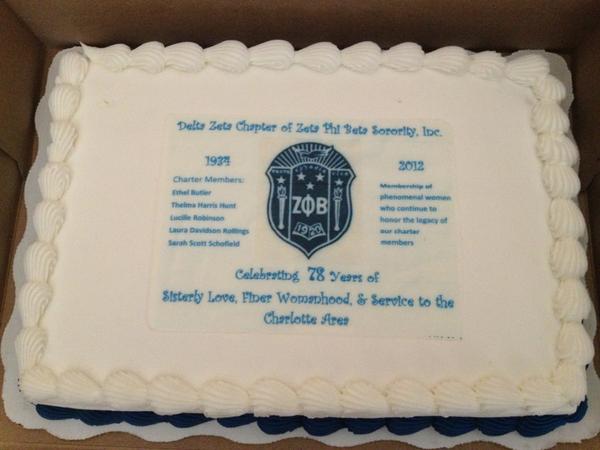 Delta Zeta Chapter of Zeta Phi Beta Sorority, Inc.
1934
Charter Members:
Ethel Butler
Thelma Harris Hunt
Lucille Robinson
Laura Davidson Rollings
Sarah Scott Schofield
ΖΦΒ
1920
2012
Membership of
phenomenal women
who continue to
honor the legacy of
our charter
members
Celebrating 78 Years of
Sisterly Love, Finer Womanhood, & Service to the
Charlotte Area